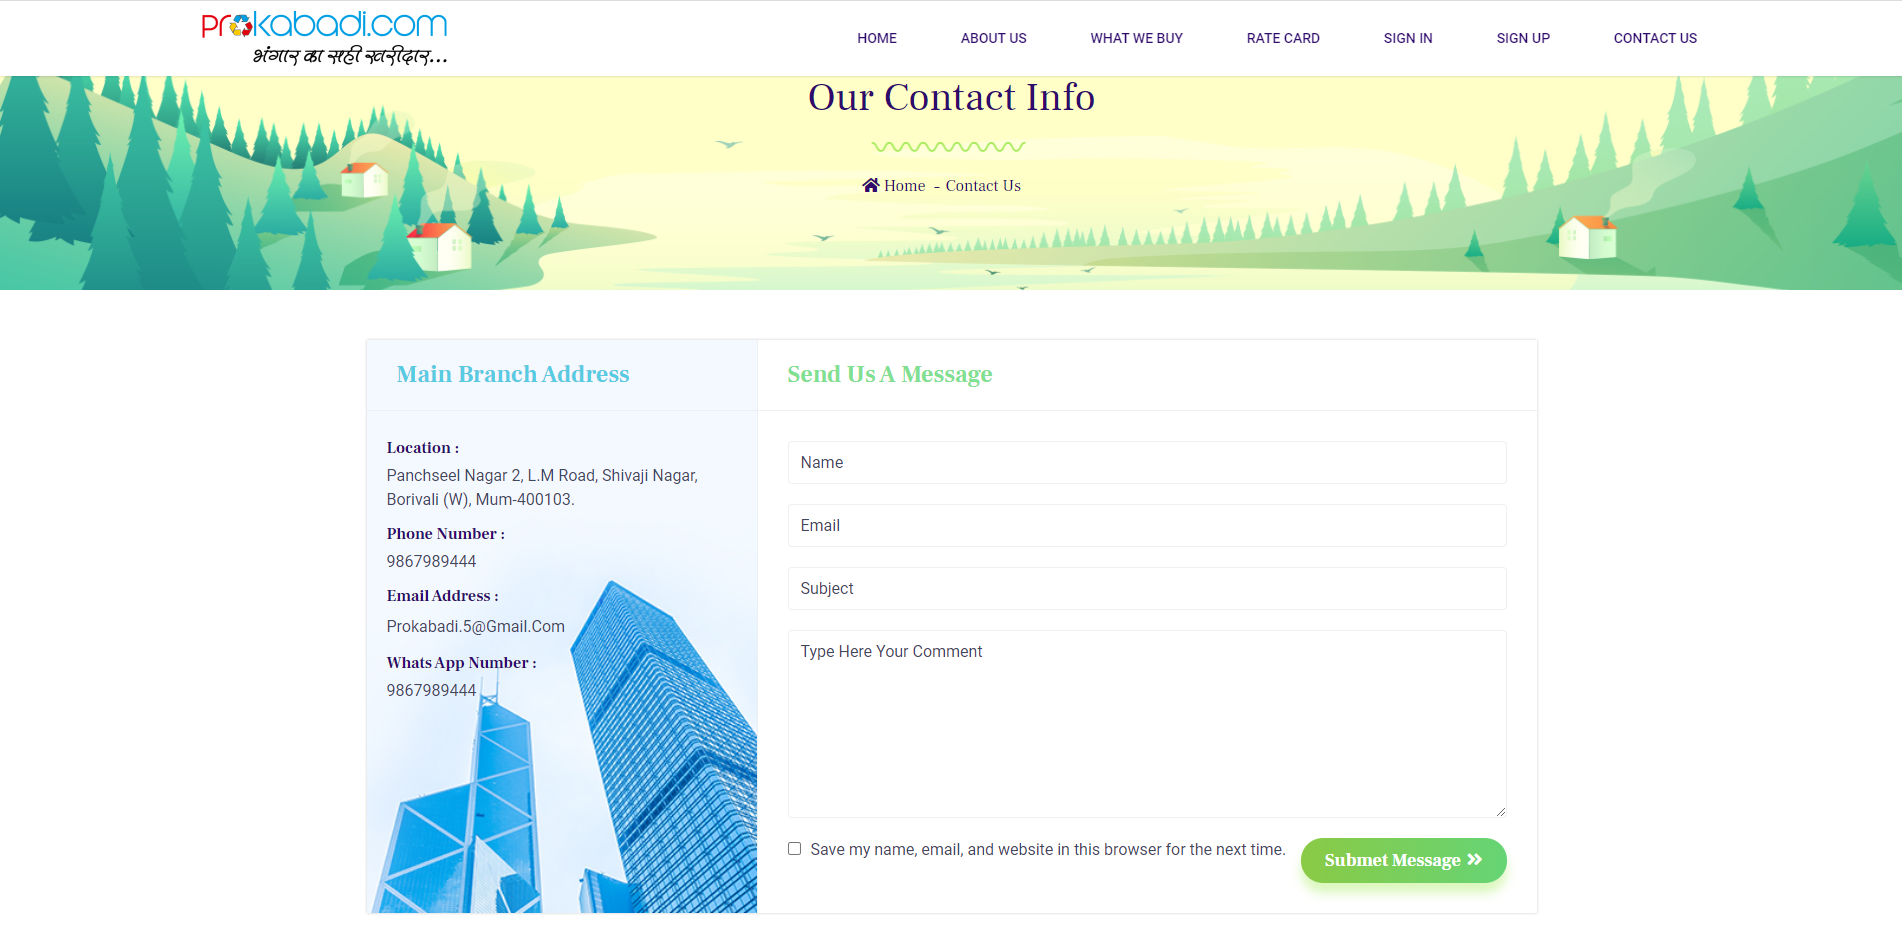 prokabadi.com
भंगार का सही खरीदार...
HOME ABOUT US WHAT WE BUY RATE CARD SIGN IN SIGN UP CONTACT US
Our Contact Info
Home - Contact Us
Main Branch Address
Location :
Panchseel Nagar 2, L.M Road, Shivaji Nagar,
Borivali (W), Mum-400103.
Phone Number :
9867989444
Email Address :
Prokabadi.5@Gmail.Com
Whats App Number :
9867989444
Send Us A Message
Name
Email
Subject
Type Here Your Comment
Save my name, email, and website in this browser for the next time.
Submet Message